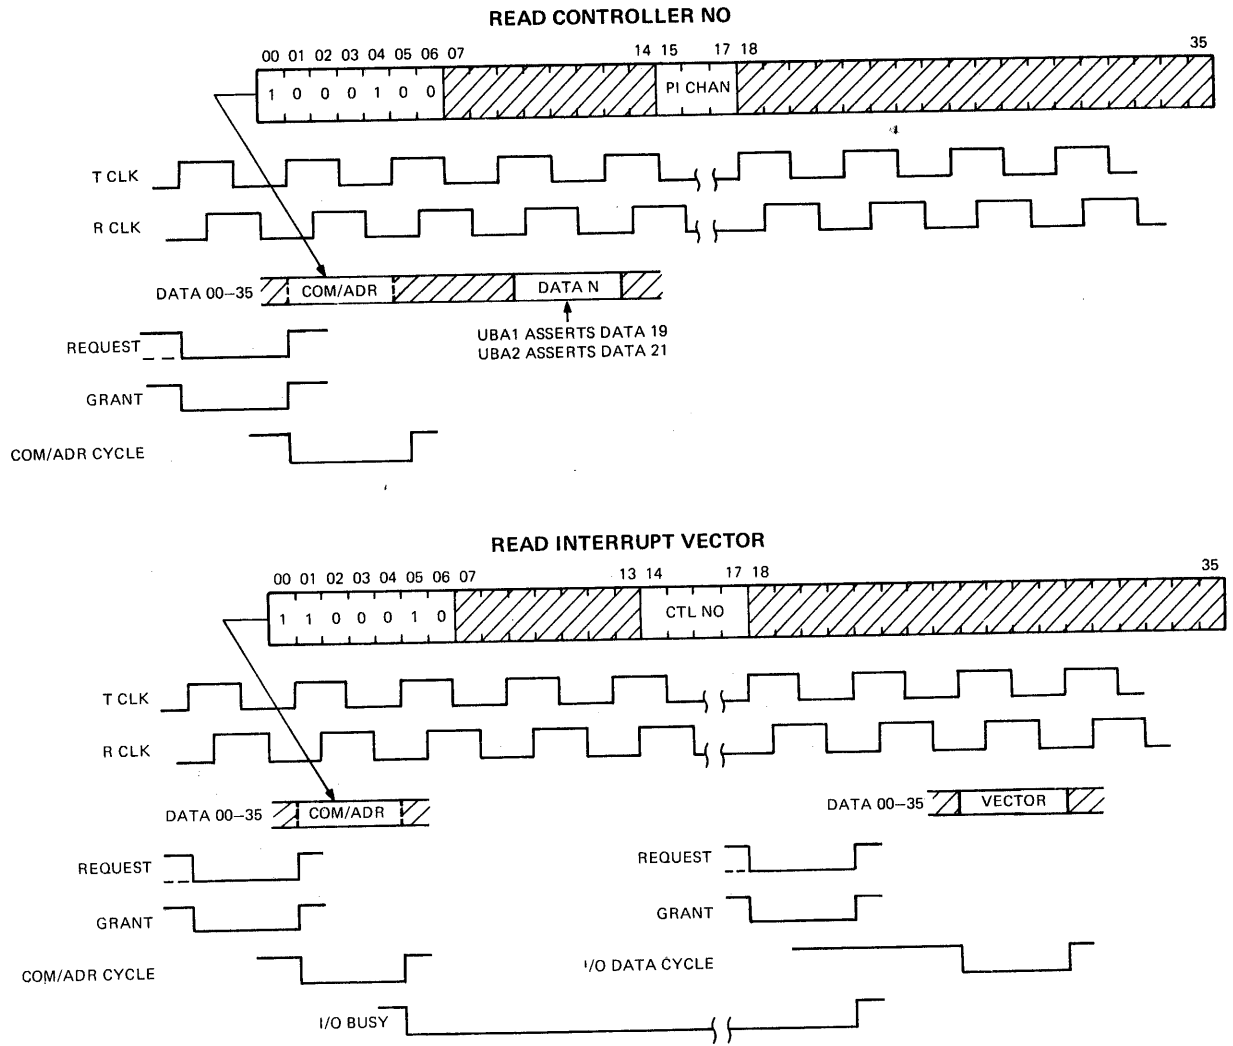 READ CONTROLLER NO
00 01 02 03 04 05 06 07 14 15 17 18 35
1 0 0 0 1 0 0 PI CHAN
T CLK
R CLK
DATA 00–35 COM/ADR DATA N
UBA1 ASSERTS DATA 19
UBA2 ASSERTS DATA 21
REQUEST
GRANT
COM/ADR CYCLE
READ INTERRUPT VECTOR
00 01 02 03 04 05 06 07 13 14 17 18 35
1 1 0 0 0 1 0 CTL NO
T CLK
R CLK
DATA 00–35 COM/ADR DATA 00–35 VECTOR
REQUEST REQUEST
GRANT GRANT
COM/ADR CYCLE I/O DATA CYCLE
I/O BUSY